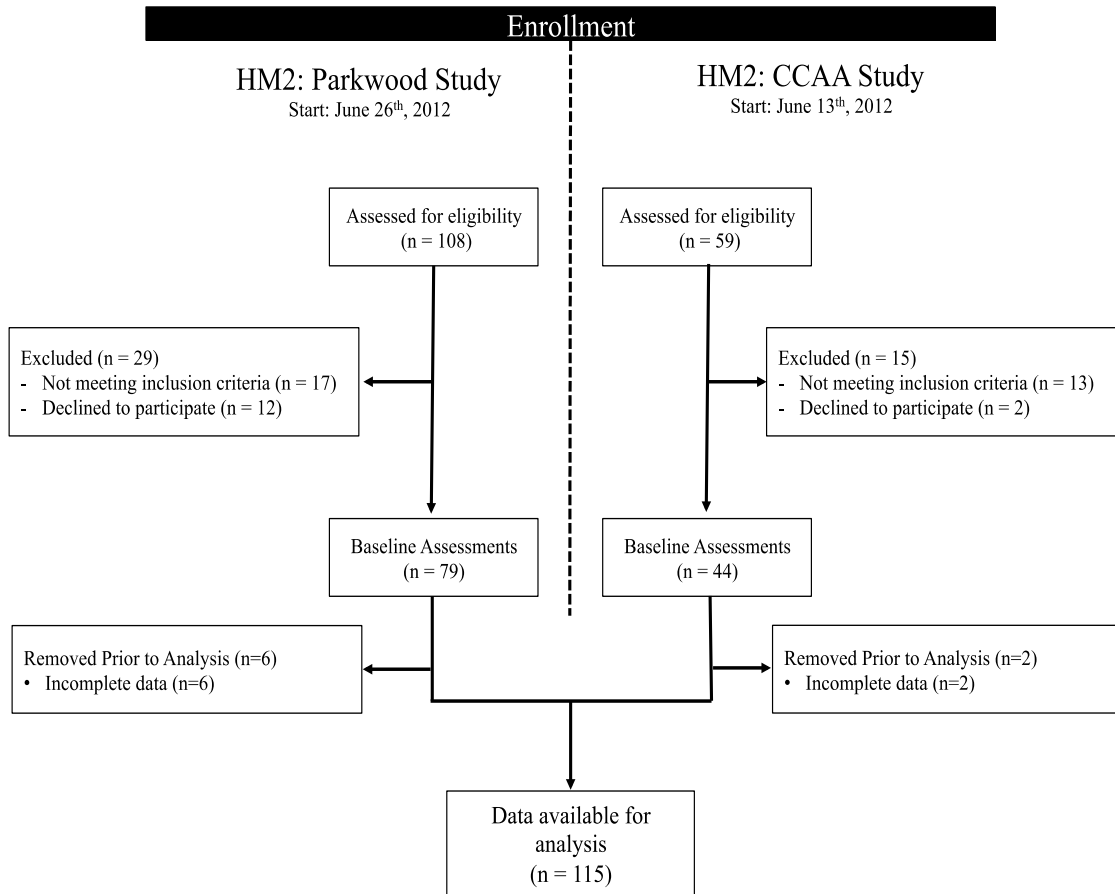 Enrollment
HM2: Parkwood Study
Start: June 26th, 2012
HM2: CCAA Study
Start: June 13th, 2012
Assessed for eligibility
(n = 108)
Assessed for eligibility
(n = 59)
Excluded (n = 29)
- Not meeting inclusion criteria (n = 17)
- Declined to participate (n = 12)
Excluded (n = 15)
- Not meeting inclusion criteria (n = 13)
- Declined to participate (n = 2)
Baseline Assessments
(n = 79)
Baseline Assessments
(n = 44)
Removed Prior to Analysis (n=6)
• Incomplete data (n=6)
Removed Prior to Analysis (n=2)
• Incomplete data (n=2)
Data available for
analysis
(n = 115)